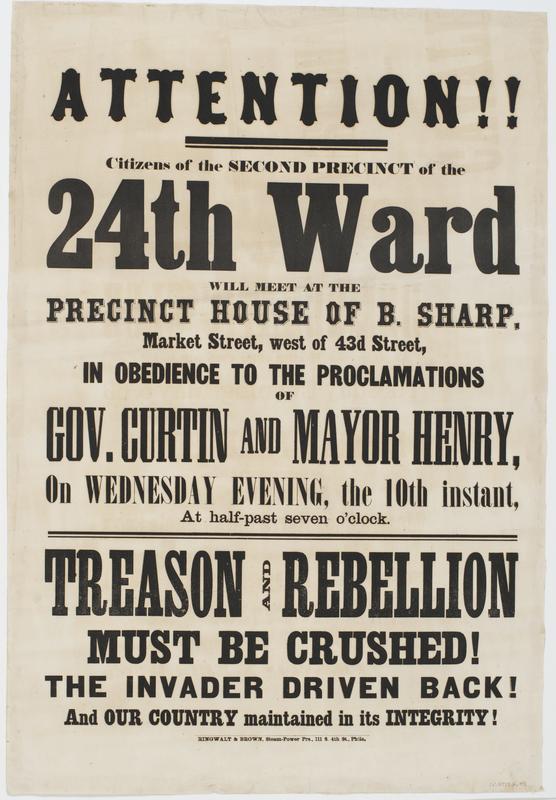 ATTENTION!!
Citizens of the SECOND PRECINCT of the
24th Ward
WILL MEET AT THE
PRECINCT HOUSE OF B. SHARP,
Market Street, west of 43d Street,
IN OBEDIENCE TO THE PROCLAMATIONS
OF
GOV. CURTIN AND MAYOR HENRY,
On WEDNESDAY EVENING, the 10th instant,
At half-past seven o'clock.
TREASON AND REBELLION
MUST BE CRUSHED!
THE INVADER DRIVEN BACK!
And OUR COUNTRY maintained in its INTEGRITY!
RINGWALT & BROWN, Steam-Power Prs., 111 S. 4th St., Phila.